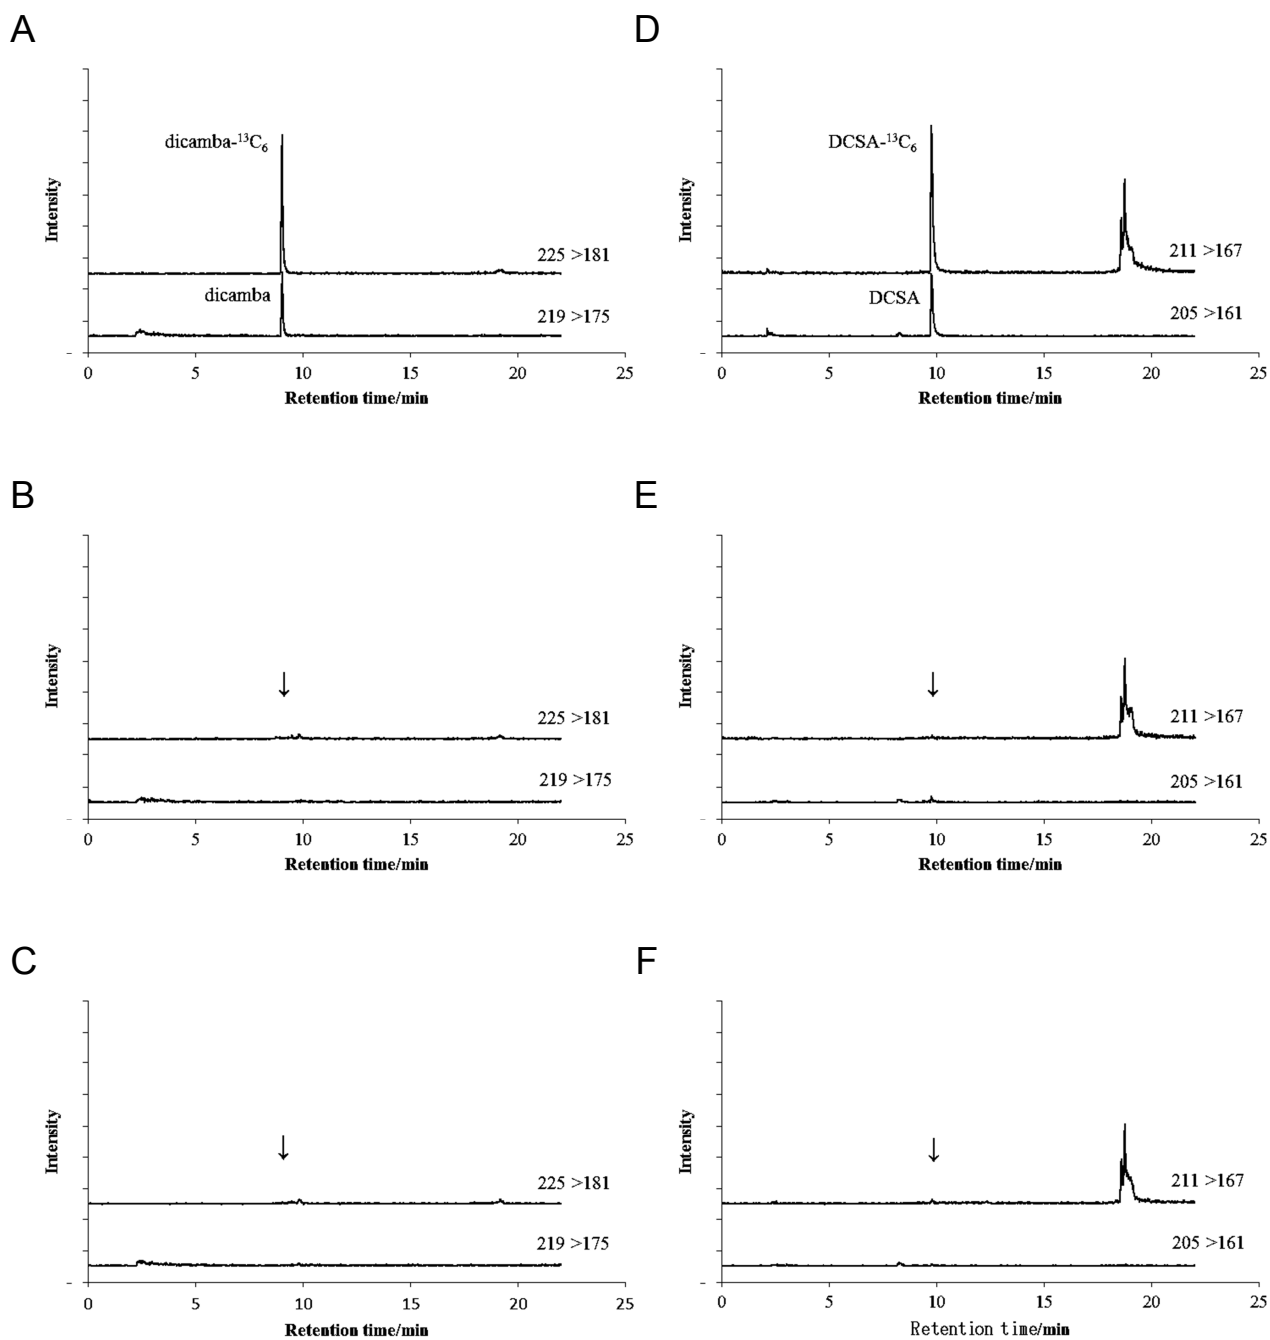 A
Intensity
dicamba-¹³C₆
225 >181
dicamba
219 >175
0 5 10 15 20 25
Retention time/min
D
Intensity
DCSA-¹³C₆
211 >167
DCSA
205 >161
0 5 10 15 20 25
Retention time/min
B
Intensity
↓
225 >181
219 >175
0 5 10 15 20 25
Retention time/min
E
Intensity
↓
211 >167
205 >161
0 5 10 15 20 25
Retention time/min
C
Intensity
↓
225 >181
219 >175
0 5 10 15 20 25
Retention time/min
F
Intensity
↓
211 >167
205 >161
0 5 10 15 20 25
Retention time/min